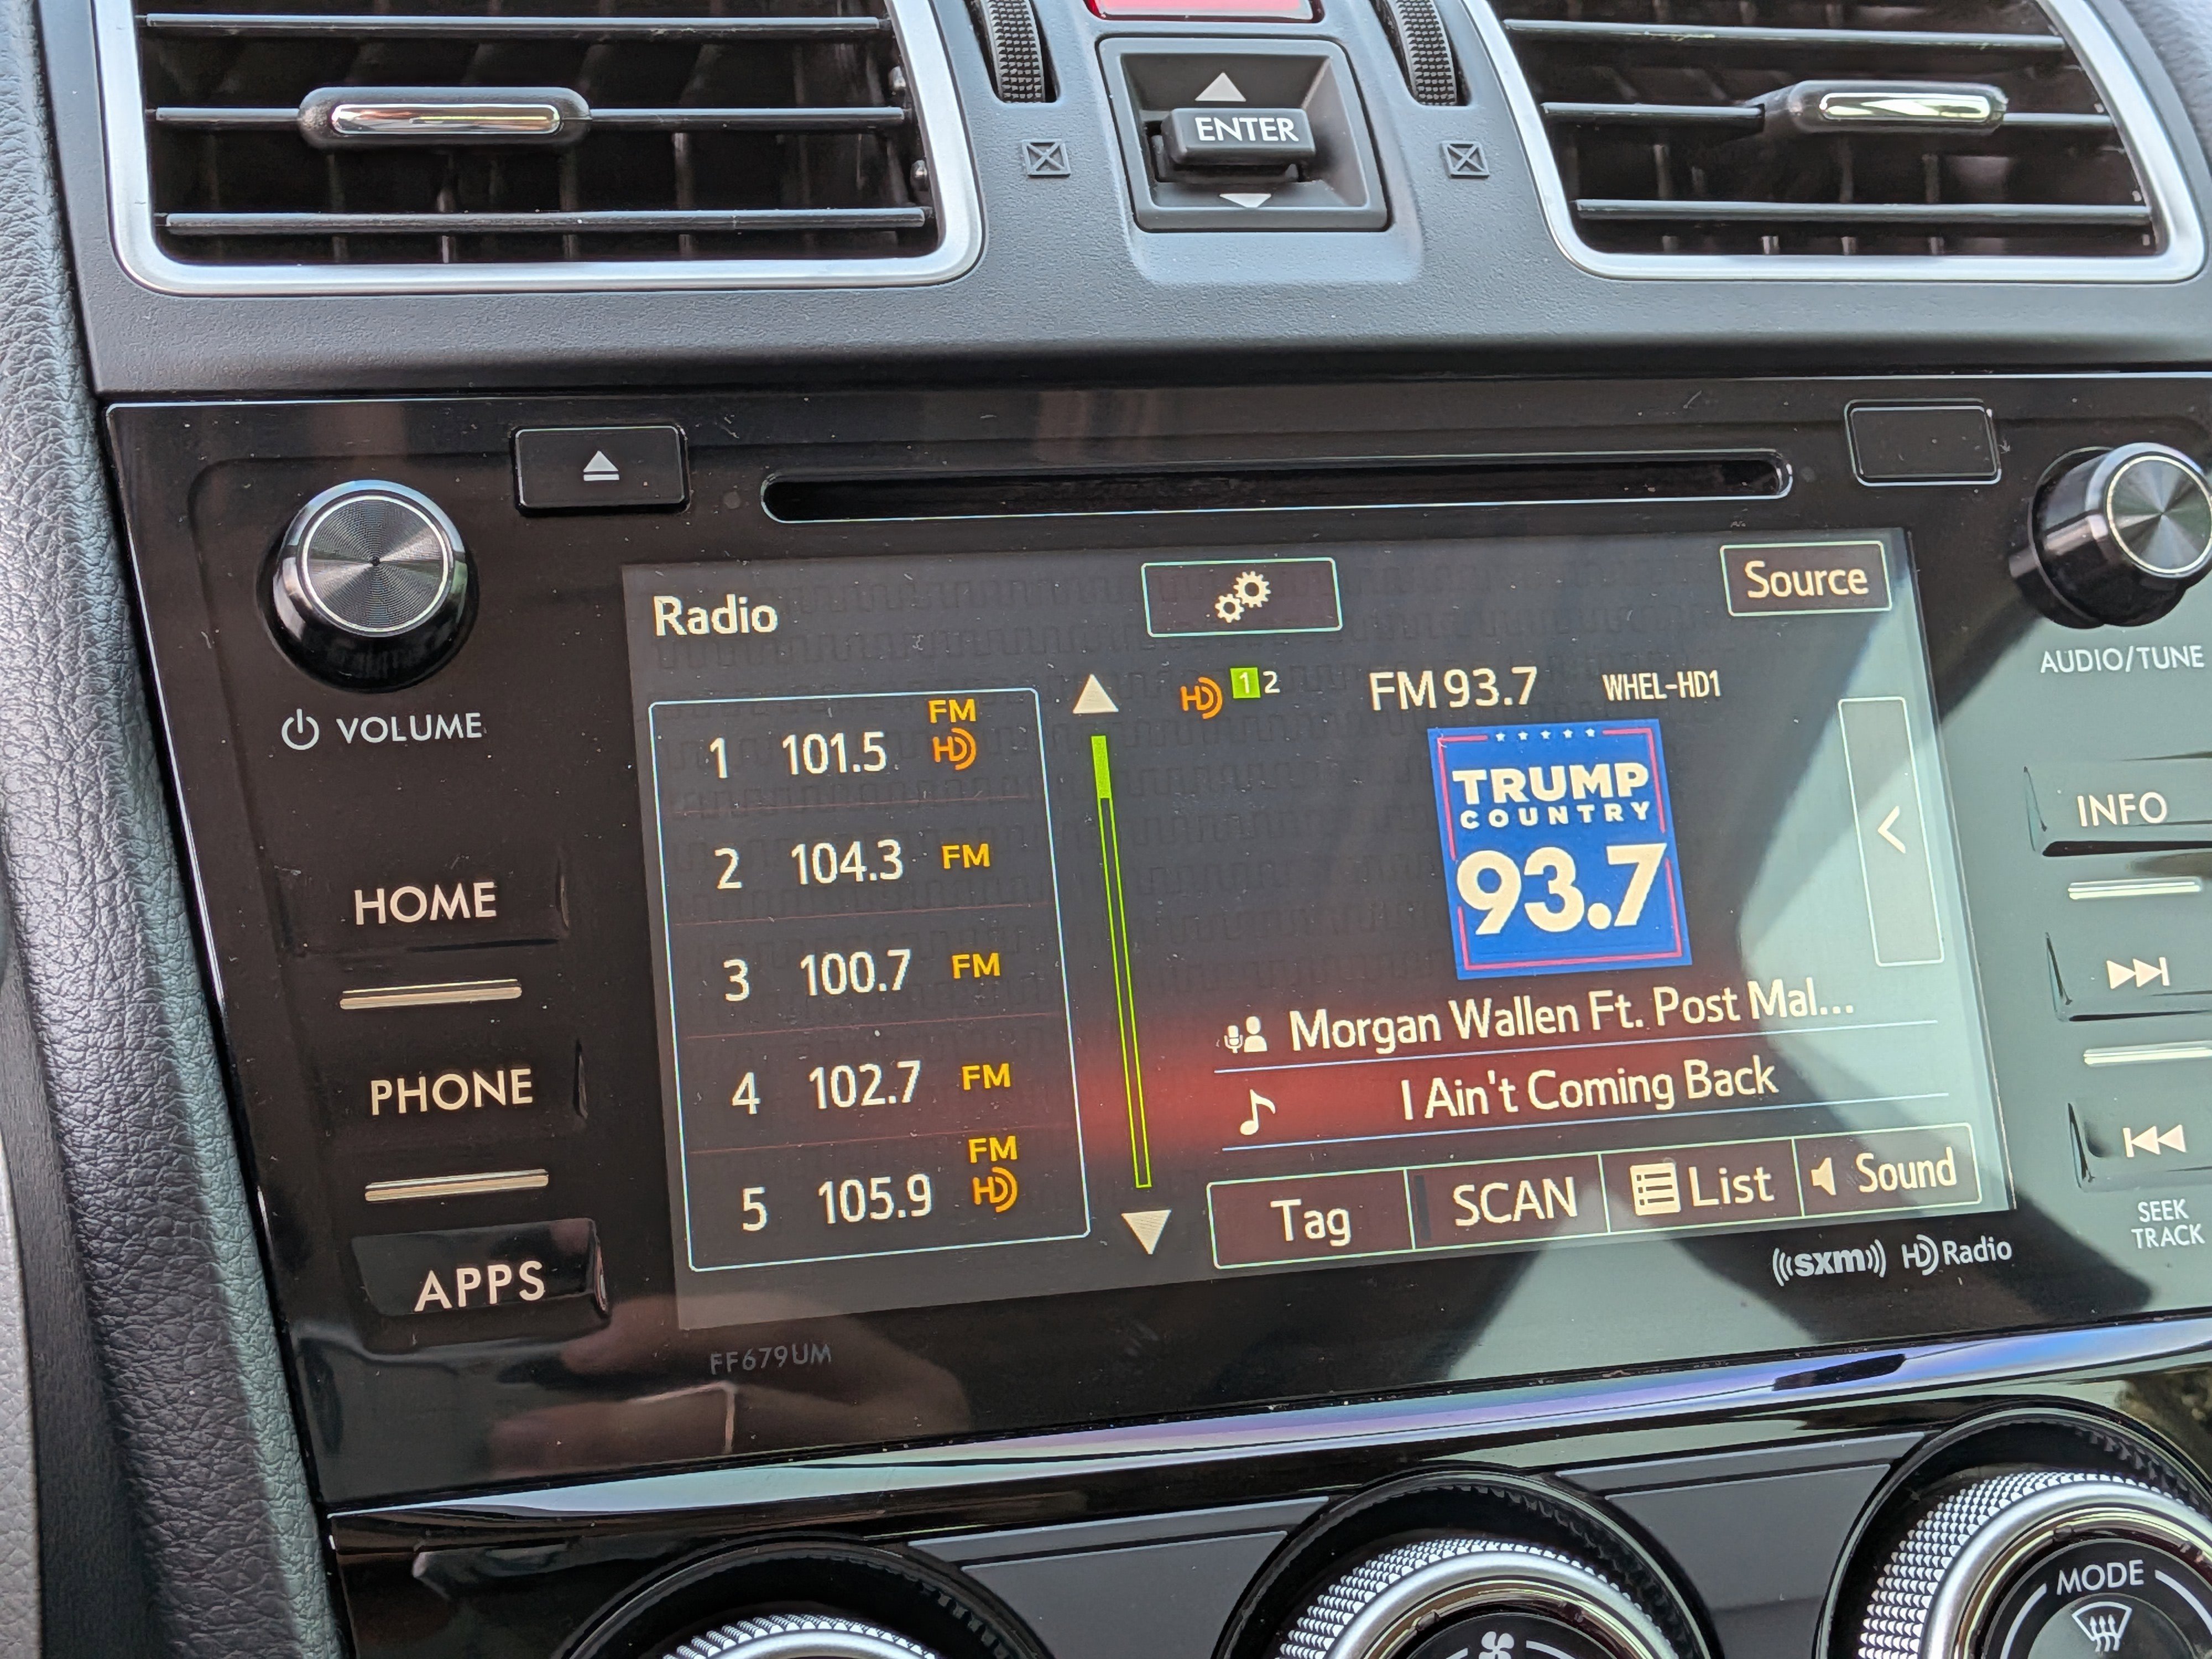 ENTER
VOLUME
HOME
PHONE
APPS
Radio
Source
1 101.5 FM HD
2 104.3 FM
3 100.7 FM
4 102.7 FM
5 105.9 FM HD
HD 1 2 FM 93.7 WHEL-HD1
TRUMP
COUNTRY
93.7
Morgan Wallen Ft. Post Mal...
I Ain't Coming Back
Tag SCAN List Sound
((sxm)) HD Radio
FF679UM
AUDIO/TUNE
INFO
SEEK
TRACK
MODE